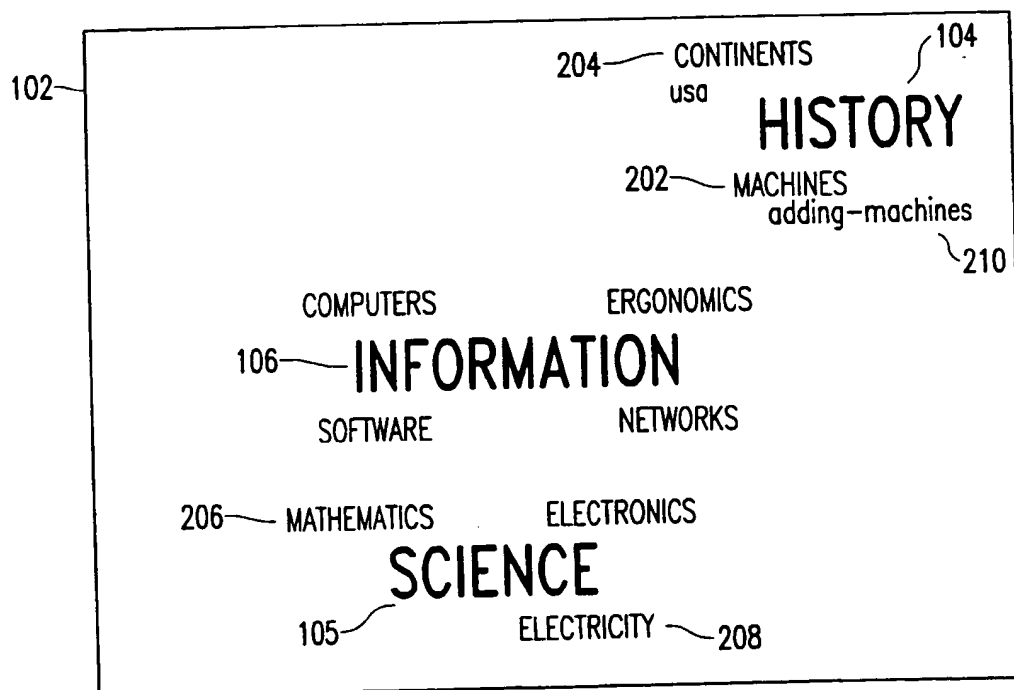 204 CONTINENTS 104
102 usa
HISTORY
202 MACHINES
adding-machines
210
COMPUTERS ERGONOMICS
106 INFORMATION
SOFTWARE NETWORKS
206 MATHEMATICS ELECTRONICS
SCIENCE
105 ELECTRICITY 208